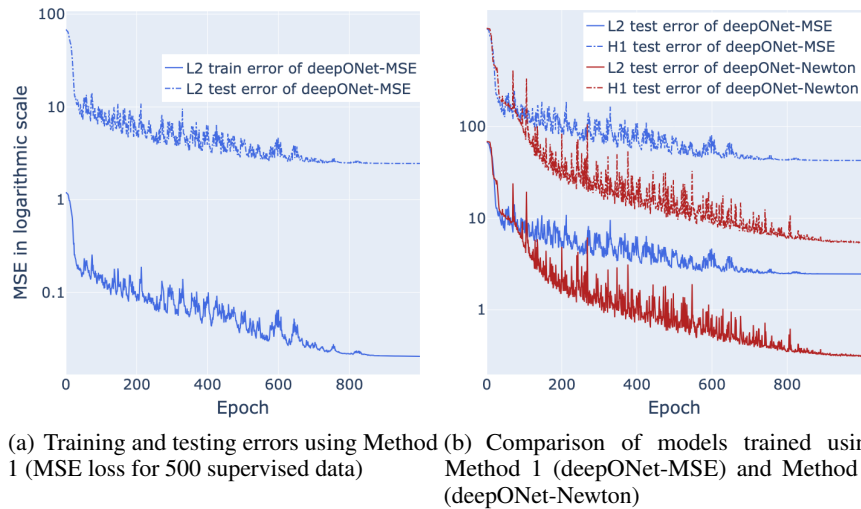 100
10
1
0.1
MSE in logarithmic scale
L2 train error of deepONet-MSE
L2 test error of deepONet-MSE
0
200
400
600
800
Epoch
100
10
1
L2 test error of deepONet-MSE
H1 test error of deepONet-MSE
L2 test error of deepONet-Newton
H1 test error of deepONet-Newton
0
200
400
600
800
Epoch
(a) Training and testing errors using Method
1 (MSE loss for 500 supervised data)
(b) Comparison of models trained usin
Method 1 (deepONet-MSE) and Method
(deepONet-Newton)